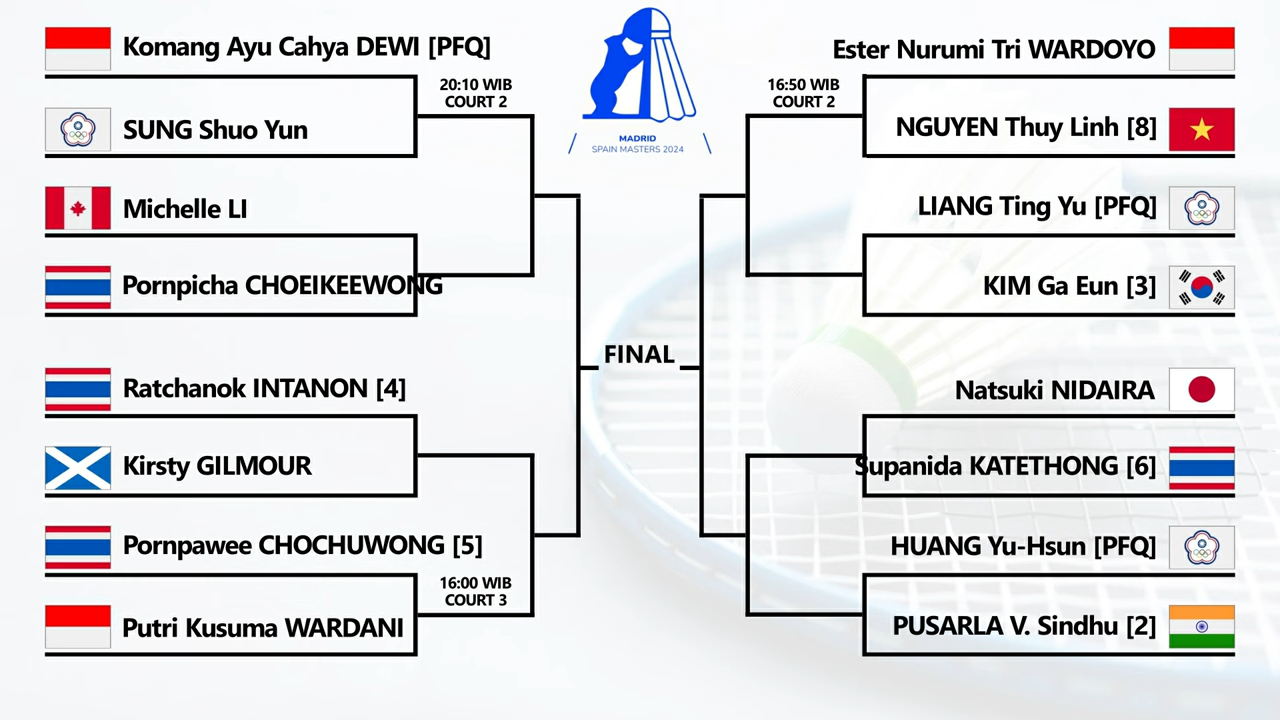 Komang Ayu Cahya DEWI [PFQ]
20:10 WIB
COURT 2
SUNG Shuo Yun
Michelle LI
Pornpicha CHOEIKEEWONG
Ratchanok INTANON [4]
Kirsty GILMOUR
Pornpawee CHOCHUWONG [5]
16:00 WIB
COURT 3
Putri Kusuma WARDANI
MADRID
SPAIN MASTERS 2024
FINAL
Ester Nurumi Tri WARDOYO
16:50 WIB
COURT 2
NGUYEN Thuy Linh [8]
LIANG Ting Yu [PFQ]
KIM Ga Eun [3]
Natsuki NIDAIRA
Supanida KATETHONG [6]
HUANG Yu-Hsun [PFQ]
PUSARLA V. Sindhu [2]